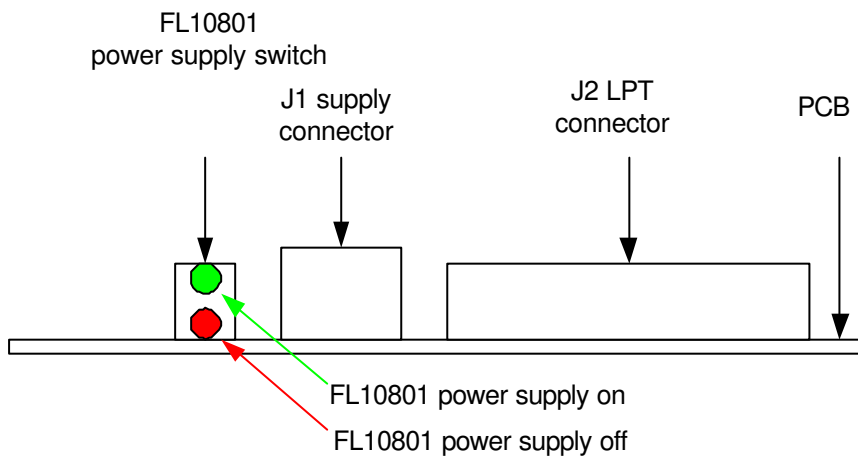 FL10801
power supply switch
J1 supply
connector
J2 LPT
connector
PCB
FL10801 power supply on
FL10801 power supply off